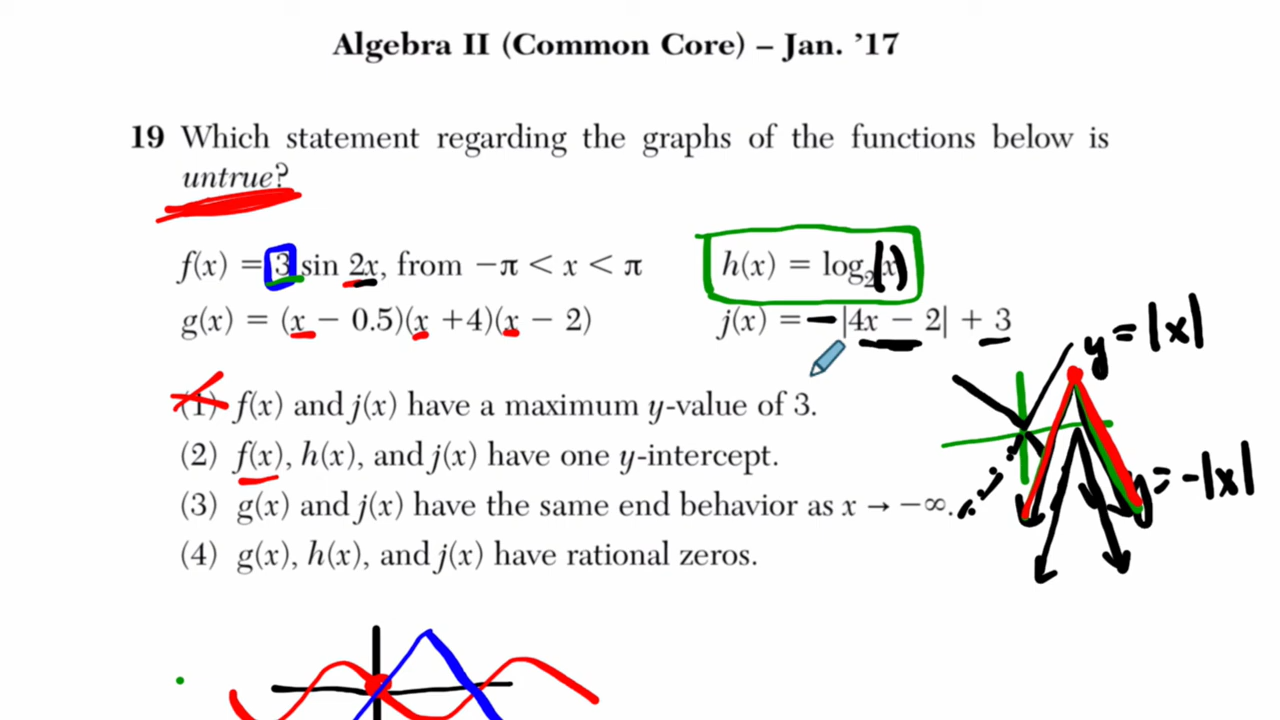 Algebra II (Common Core) – Jan. ’17
19 Which statement regarding the graphs of the functions below is
untrue?
f(x) = 3 sin 2x, from −π < x < π
h(x) = log₂(x)
g(x) = (x − 0.5)(x +4)(x − 2)
j(x) = −|4x − 2| + 3
y = |x|
(1) f(x) and j(x) have a maximum y-value of 3.
(2) f(x), h(x), and j(x) have one y-intercept.
y = -|x|
(3) g(x) and j(x) have the same end behavior as x → −∞.
(4) g(x), h(x), and j(x) have rational zeros.